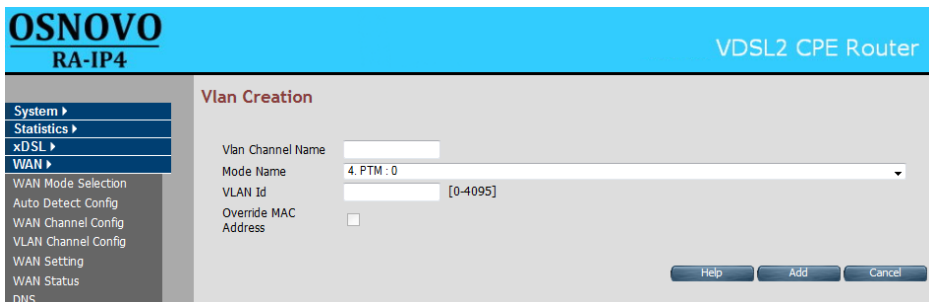 OSNOVO
RA-IP4
VDSL2 CPE Router
System
Statistics
xDSL
WAN
WAN Mode Selection
Auto Detect Config
WAN Channel Config
VLAN Channel Config
WAN Setting
WAN Status
DNS
Vlan Creation
Vlan Channel Name
Mode Name 4. PTM : 0
VLAN Id [0-4095]
Override MAC
Address
Help Add Cancel